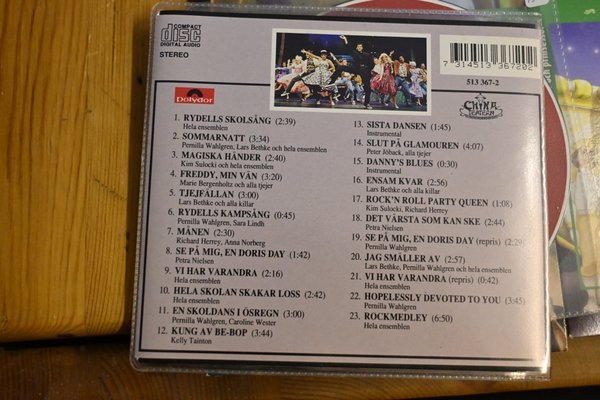 COMPACT
disc
DIGITAL AUDIO
STEREO
7 314513 367202
513 367-2
Polydor
CHINA
TEATERN
1. RYDELLS SKOLSÅNG (2:39)
Hela ensemblen
2. SOMMARNATT (3:34)
Pernilla Wahlgren, Lars Bethke och hela ensemblen
3. MAGISKA HÄNDER (2:40)
Kim Sulocki och hela ensemblen
4. FREDDY, MIN VÄN (3:20)
Marie Bergenholtz och alla tjejer
5. TJEJFÄLLAN (3:00)
Lars Bethke och alla killar
6. RYDELLS KAMPSÅNG (0:45)
Pernilla Wahlgren, Sara Lindh
7. MÅNEN (2:30)
Richard Herrey, Anna Norberg
8. SE PÅ MIG, EN DORIS DAY (1:42)
Petra Nielsen
9. VI HAR VARANDRA (2:16)
Hela ensemblen
10. HELA SKOLAN SKAKAR LOSS (2:42)
Hela ensemblen
11. EN SKOLDANS I ÖSREGN (3:00)
Pernilla Wahlgren, Caroline Wester
12. KUNG AV BE-BOP (3:44)
Kelly Tainton
13. SISTA DANSEN (1:45)
Instrumental
14. SLUT PÅ GLAMOUREN (4:07)
Peter Jöback, alla tjejer
15. DANNY'S BLUES (0:30)
Instrumental
16. ENSAM KVAR (2:56)
Lars Bethke och alla killar
17. ROCK'N ROLL PARTY QUEEN (1:08)
Kim Sulocki, Richard Herrey
18. DET VÄRSTA SOM KAN SKE (2:44)
Petra Nielsen
19. SE PÅ MIG, EN DORIS DAY (repris) (2:29)
Pernilla Wahlgren
20. JAG SMÄLLER AV (2:57)
Lars Bethke, Pernilla Wahlgren och hela ensemblen
21. VI HAR VARANDRA (repris) (0:42)
Hela ensemblen
22. HOPELESSLY DEVOTED TO YOU (3:45)
Pernilla Wahlgren
23. ROCKMEDLEY (6:50)
Hela ensemblen